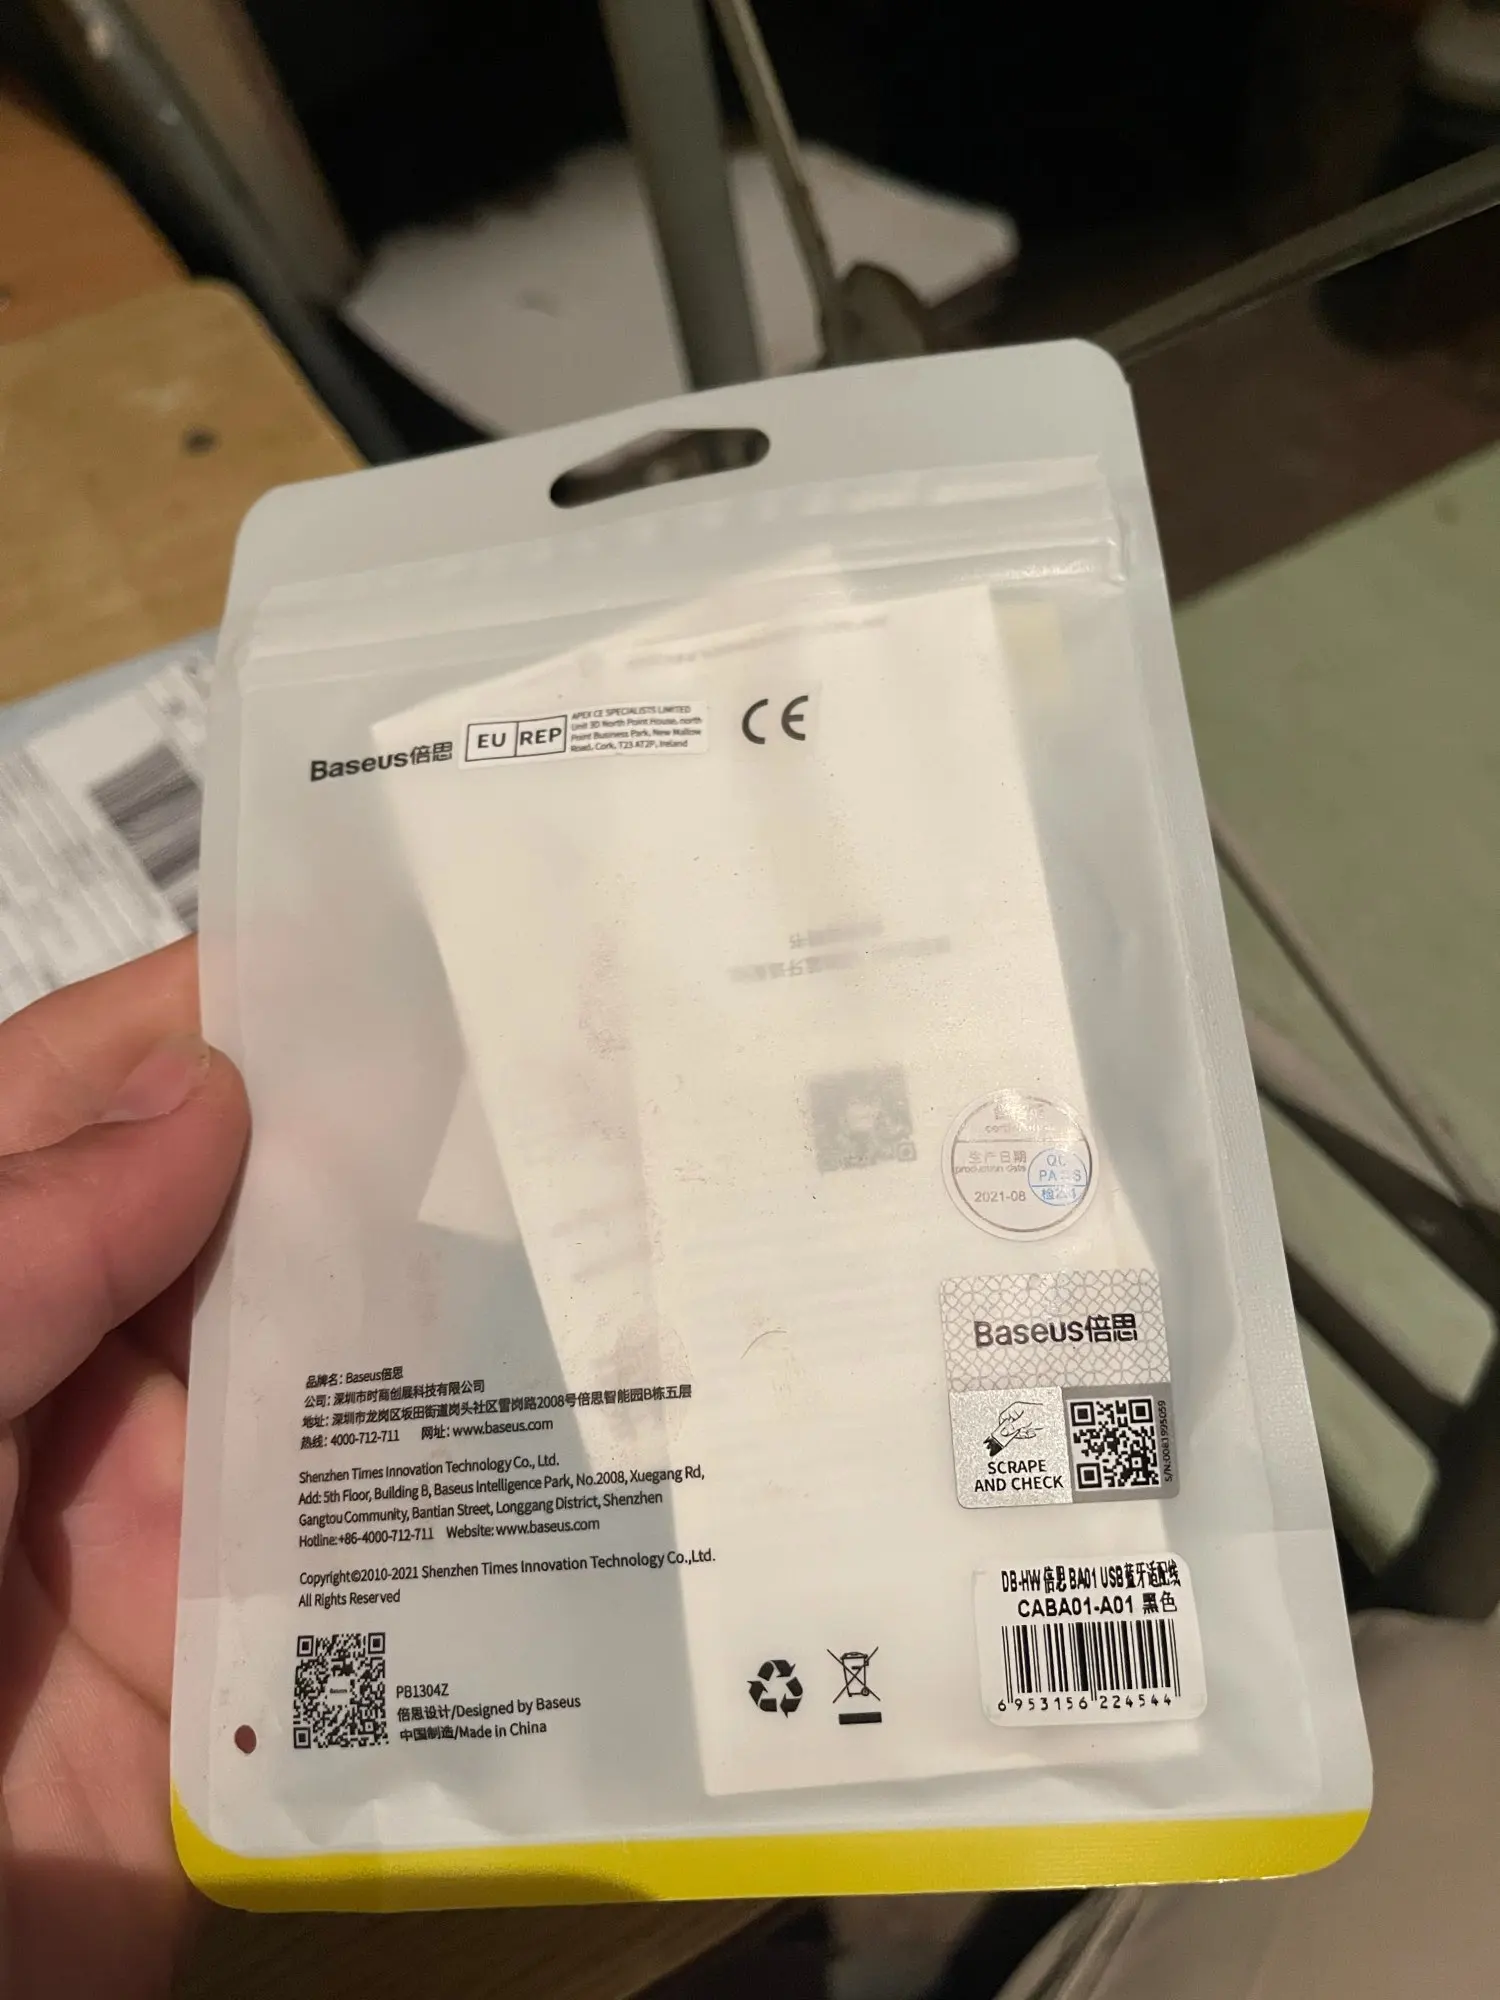 Baseus倍思
EU REP
APEX CE SPECIALISTS LIMITED
Unit 3D North Point House, north
Point Business Park, New Mallow
Road, Cork, T23 AT2P, Ireland
CE
生产日期
production date
2021-08
QC
PASS
Baseus倍思
SCRAPE
AND CHECK
S/N:0081995059
品牌名：Baseus倍思
公司：深圳市时商创展科技有限公司
地址：深圳市龙岗区坂田街道岗头社区雪岗路2008号倍思智能园B栋五层
热线：4000-712-711 网址：www.baseus.com
Shenzhen Times Innovation Technology Co., Ltd.
Add: 5th Floor, Building B, Baseus Intelligence Park, No.2008, Xuegang Rd,
Gangtou Community, Bantian Street, Longgang District, Shenzhen
Hotline:+86-4000-712-711 Website: www.baseus.com
Copyright©2010-2021 Shenzhen Times Innovation Technology Co.,Ltd.
All Rights Reserved
PB1304Z
倍思设计/Designed by Baseus
中国制造/Made in China
DB-HW 倍思 BA01 USB蓝牙适配线
CABA01-A01 黑色
6 953156 224544